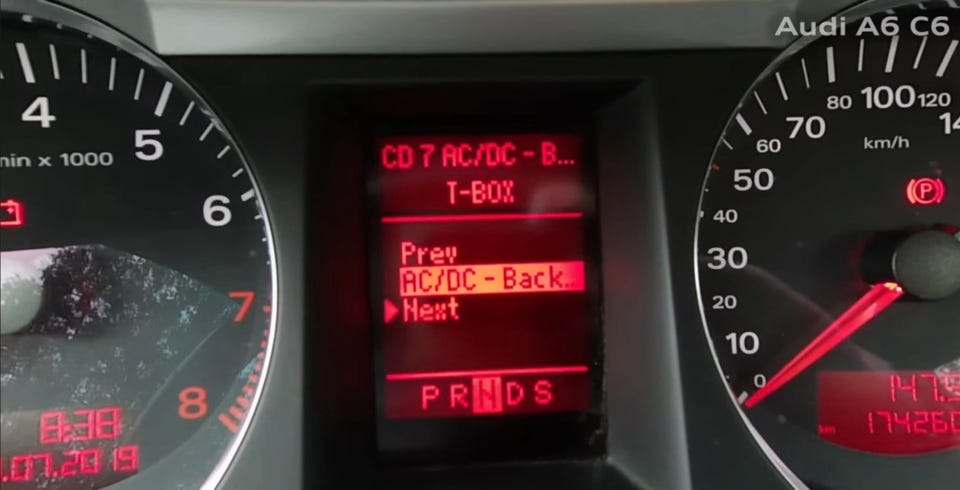 Audi A6 C6
4
5
6
7
8
min x 1000
8:38
.07.2019
CD 7 AC/DC - B...
T-BOX
Prev
AC/DC - Back...
Next
P R N D S
0
10
20
30
40
50
60
70
80
100
120
14
km/h
P
km
147.9
174260